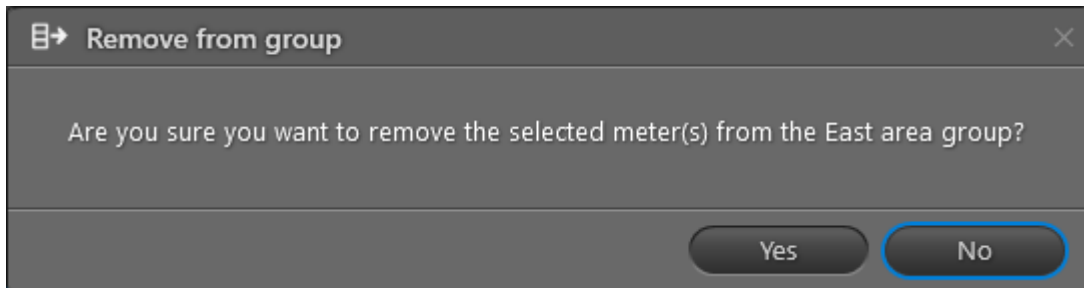 Remove from group
Are you sure you want to remove the selected meter(s) from the East area group?
Yes No